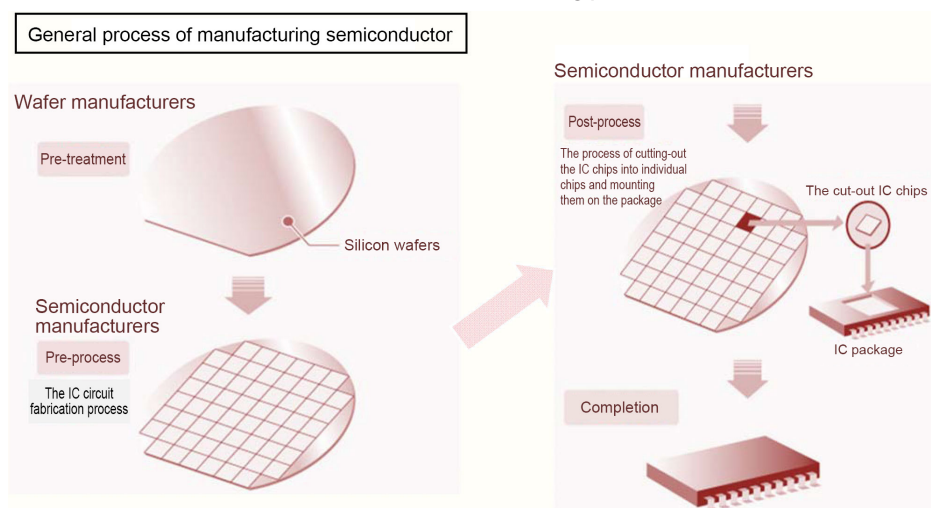 General process of manufacturing semiconductor
Wafer manufacturers
Pre-treatment
Silicon wafers
Semiconductor
manufacturers
Pre-process
The IC circuit
fabrication process
Semiconductor manufacturers
Post-process
The process of cutting-out
the IC chips into individual
chips and mounting
them on the package
The cut-out IC chips
IC package
Completion